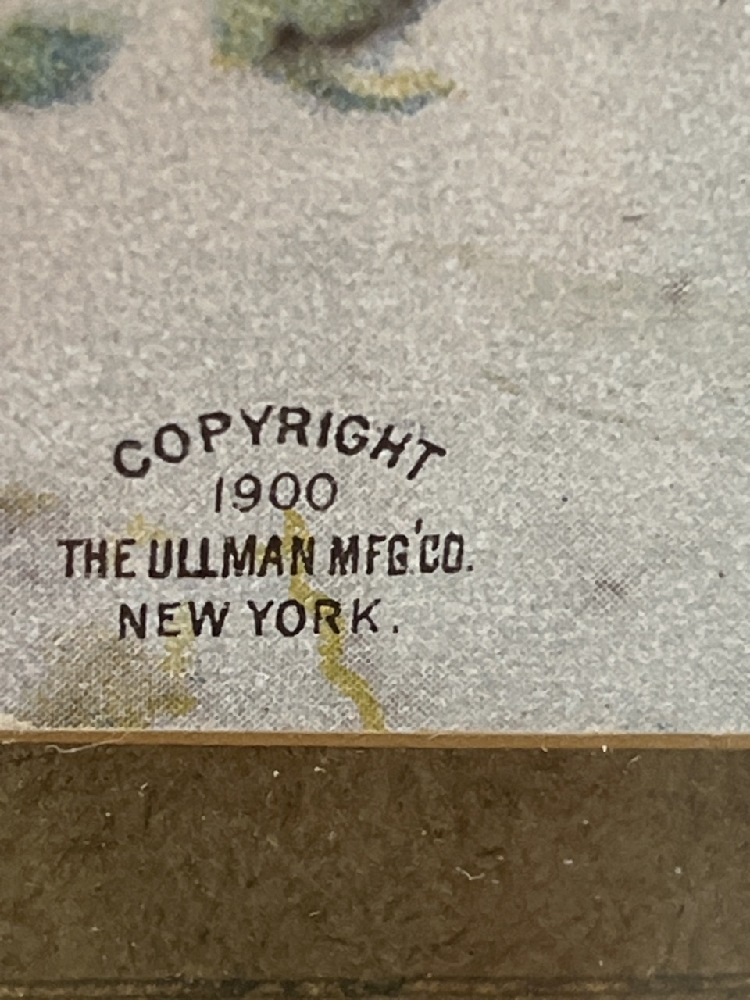 COPYRIGHT
1900
THE ULLMAN MFG'CO.
NEW YORK.